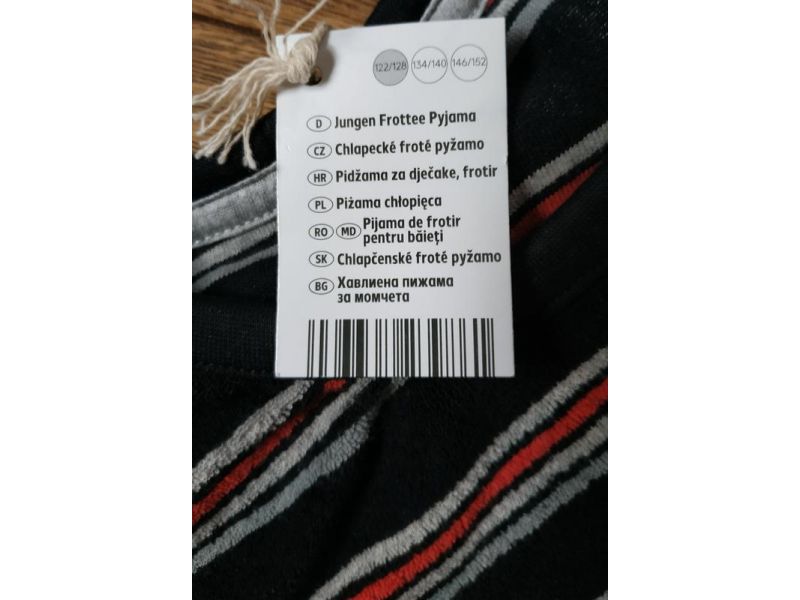 122/128 134/140 146/152
D Jungen Frottee Pyjama
CZ Chlapecké froté pyžamo
HR Pidžama za dječake, frotir
PL Piżama chłopięca
RO MD Pijama de frotir
pentru băieți
SK Chlapčenské froté pyžamo
BG Хавлиена пижама
за момчета